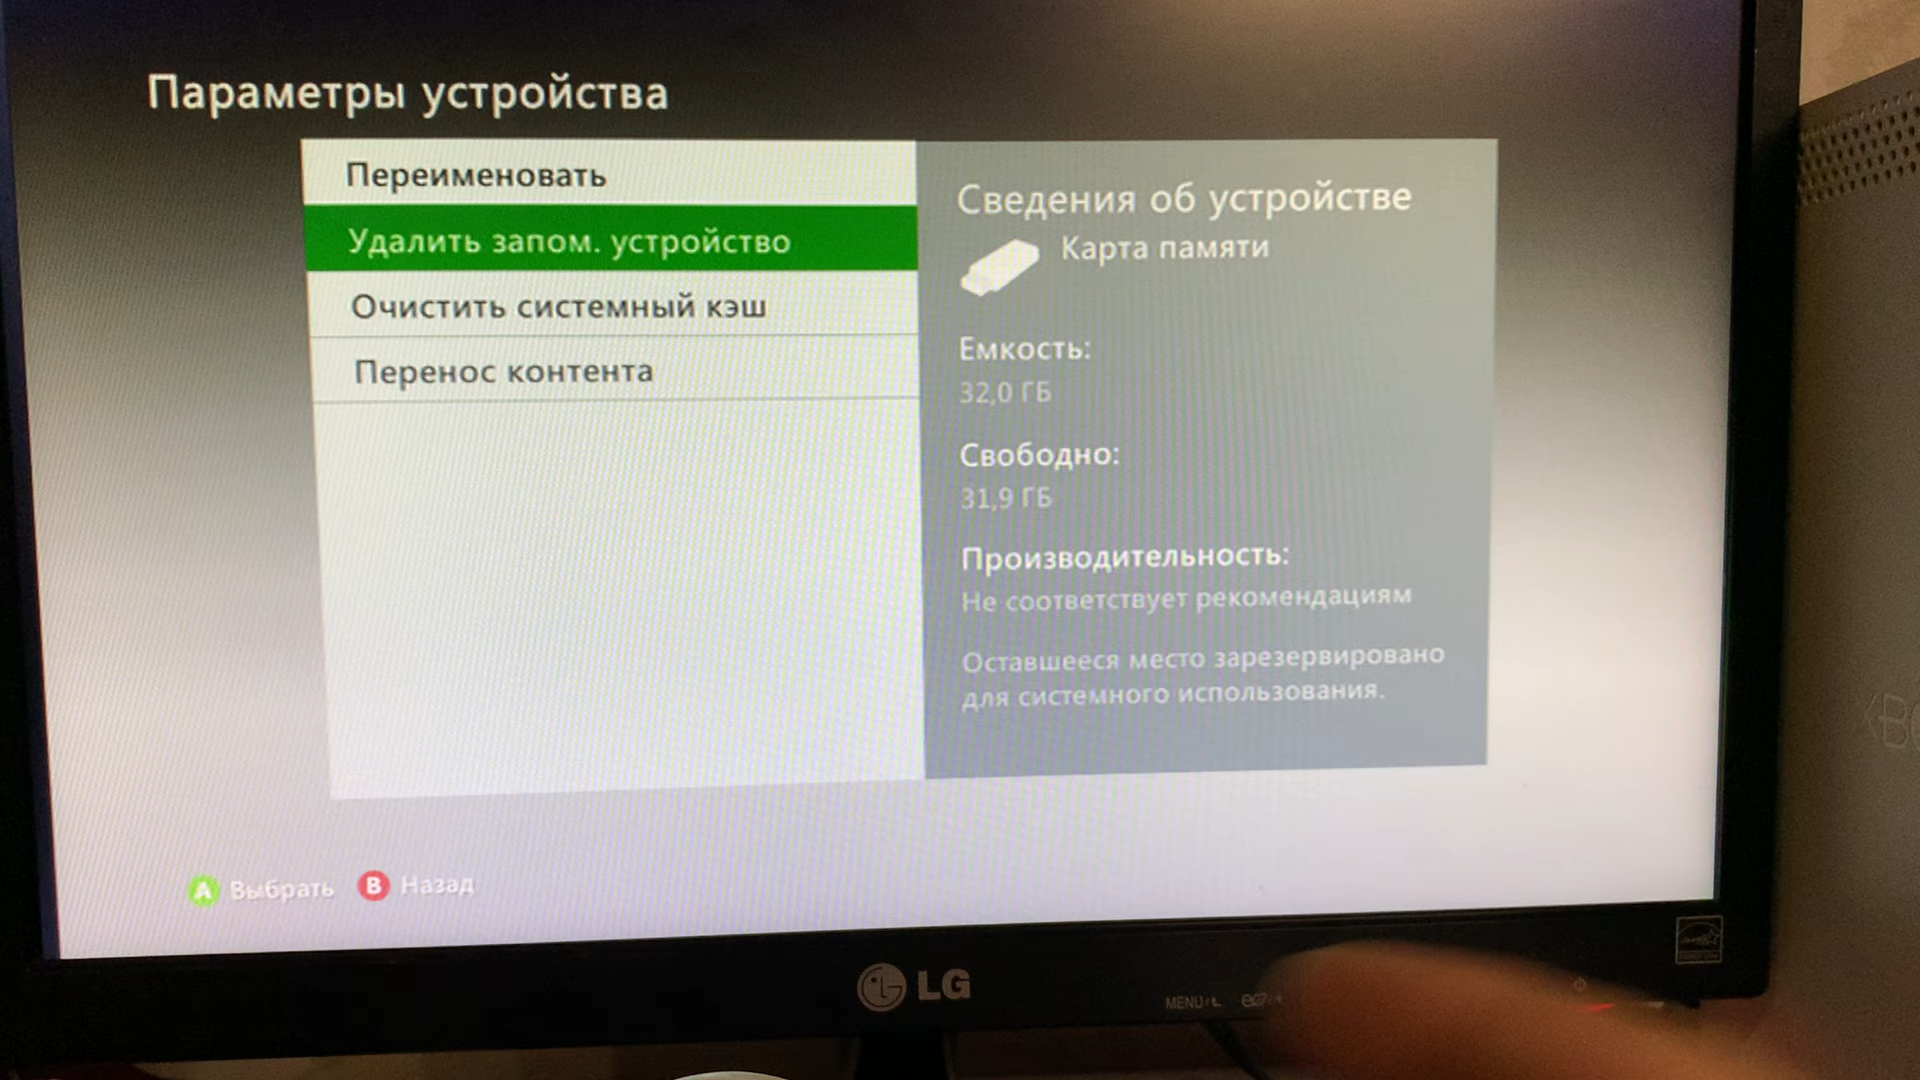 Параметры устройства
Переименовать
Удалить запом. устройство
Очистить системный кэш
Перенос контента
Сведения об устройстве
Карта памяти
Емкость:
32,0 ГБ
Свободно:
31,9 ГБ
Производительность:
Не соответствует рекомендациям
Оставшееся место зарезервировано
для системного использования.
A Выбрать B Назад
LG
MENU